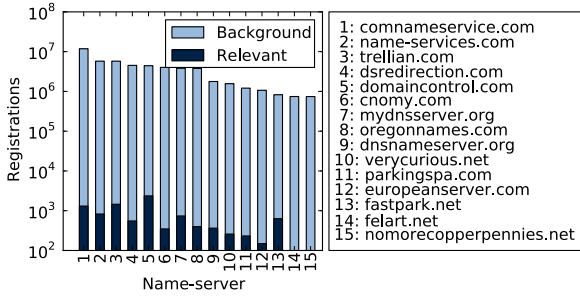 10^8
10^7
10^6
10^5
10^4
10^3
10^2
Registrations
Background
Relevant
1 2 3 4 5 6 7 8 9 10 11 12 13 14 15
Name-server
1: comnameservice.com
2: name-services.com
3: trellian.com
4: dsredirection.com
5: domaincontrol.com
6: cnomy.com
7: mydnsserver.org
8: oregonnames.com
9: dnsnameserver.org
10: verycurious.net
11: parkingspa.com
12: europeanserver.com
13: fastpark.net
14: felart.net
15: nomorecopperpennies.net